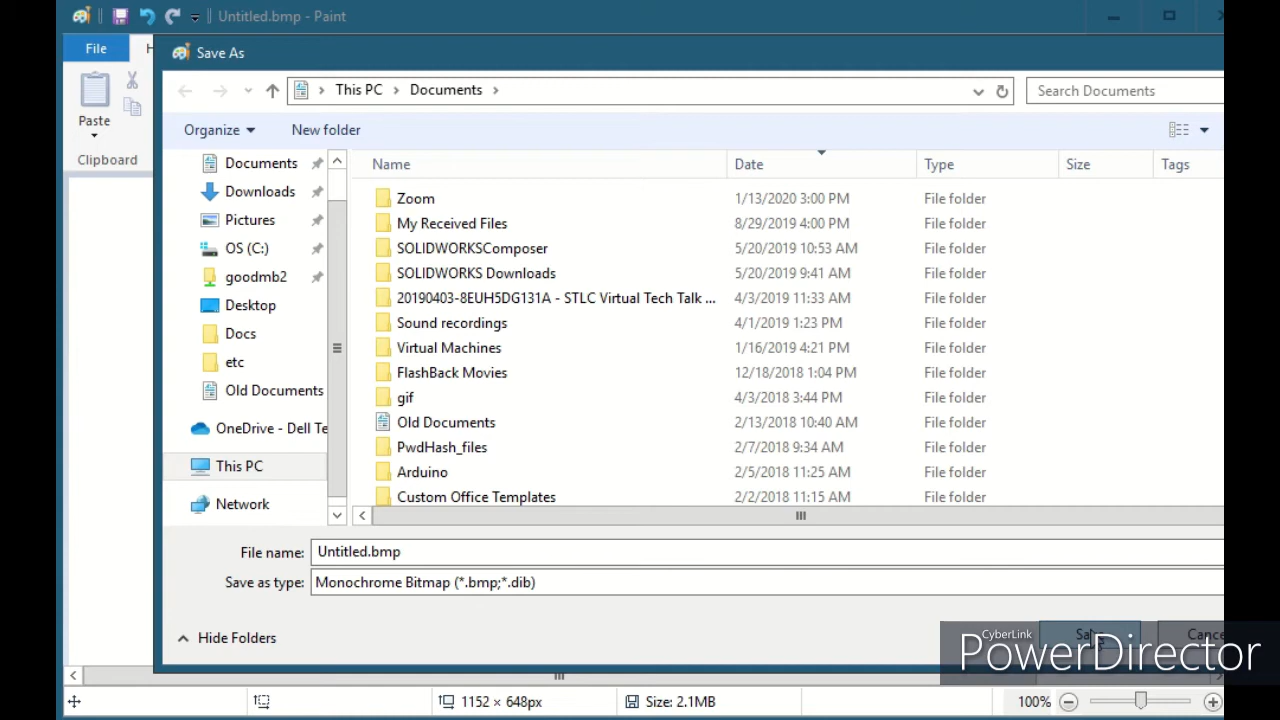 Untitled.bmp - Paint
File
Save As
This PC > Documents >
Search Documents
Paste
Clipboard
Organize
New folder
Name Date Type Size Tags
Documents
Downloads
Pictures
OS (C:)
goodmb2
Desktop
Docs
etc
Old Documents
OneDrive - Dell Te
This PC
Network
Zoom 1/13/2020 3:00 PM File folder
My Received Files 8/29/2019 4:00 PM File folder
SOLIDWORKSComposer 5/20/2019 10:53 AM File folder
SOLIDWORKS Downloads 5/20/2019 9:41 AM File folder
20190403-8EUH5DG131A - STLC Virtual Tech Talk ... 4/3/2019 11:33 AM File folder
Sound recordings 4/1/2019 1:23 PM File folder
Virtual Machines 1/16/2019 4:21 PM File folder
FlashBack Movies 12/18/2018 1:04 PM File folder
gif 4/3/2018 3:44 PM File folder
Old Documents 2/13/2018 10:40 AM File folder
PwdHash_files 2/7/2018 9:34 AM File folder
Arduino 2/5/2018 11:25 AM File folder
Custom Office Templates 2/2/2018 11:15 AM File folder
File name: Untitled.bmp
Save as type: Monochrome Bitmap (*.bmp;*.dib)
Hide Folders
CyberLink
PowerDirector
1152 × 648px
Size: 2.1MB
100%